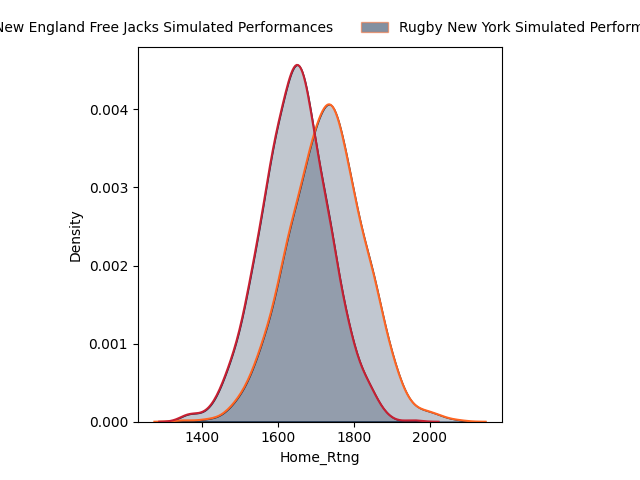 New England Free Jacks Simulated Performances
Rugby New York Simulated Perform
0.004
0.003
0.002
0.001
0.000
Density
1400 1600 1800 2000
Home_Rtng